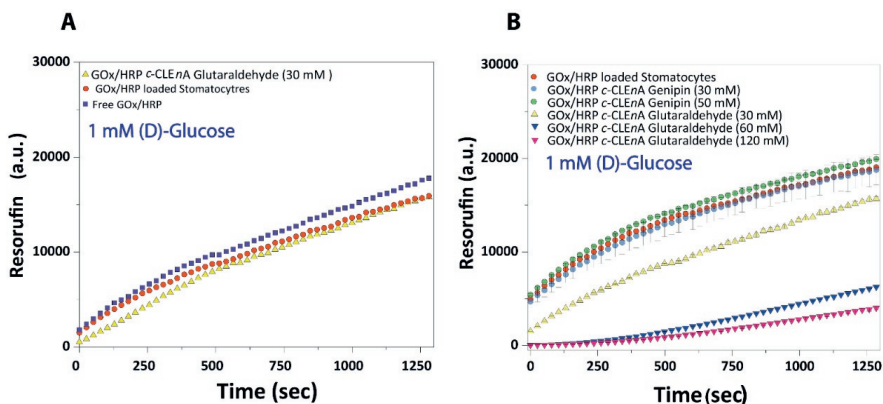 A
30000
20000
10000
0
Resorufin (a.u.)
GOx/HRP c-CLEnA Glutaraldehyde (30 mM )
GOx/HRP loaded Stomatocytres
Free GOx/HRP
1 mM (D)-Glucose
0 250 500 750 1000 1250
Time (sec)
B
30000
20000
10000
0
Resorufin (a.u.)
GOx/HRP loaded Stomatocytes
GOx/HRP c-CLEnA Genipin (30 mM)
GOx/HRP c-CLEnA Genipin (50 mM)
GOx/HRP c-CLEnA Glutaraldehyde (30 mM)
GOx/HRP c-CLEnA Glutaraldehyde (60 mM)
GOx/HRP c-CLEnA Glutaraldehyde (120 mM)
1 mM (D)-Glucose
0 250 500 750 1000 1250
Time (sec)